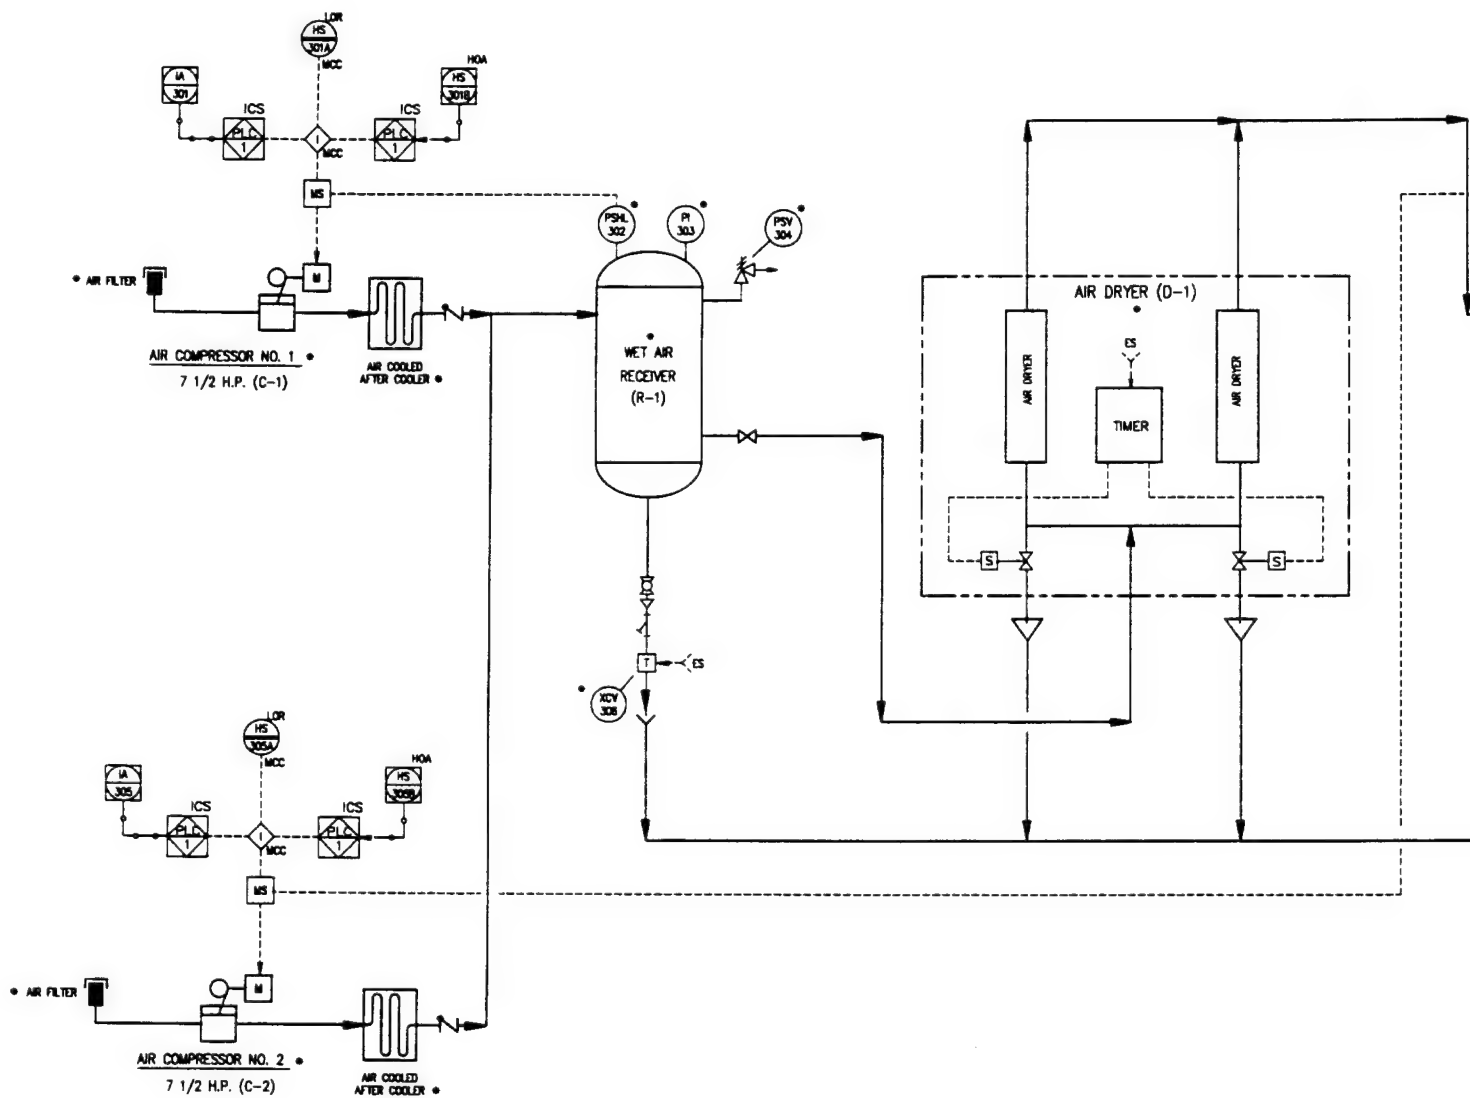 LOR
HS
301A
MCC
HOA
IA
301
HS
301B
ICS
ICS
PLC
1
I
PLC
1
MCC
MS
PSHL
302
PI
303
PSV
304
* AIR FILTER
M
AIR DRYER (D-1)
*
AIR COMPRESSOR NO. 1 *
7 1/2 H.P. (C-1)
AIR COOLED
AFTER COOLER *
*
WET AIR
RECEIVER
(R-1)
ES
AIR DRYER
AIR DRYER
TIMER
S
S
T
ES
XCV
306
LOR
HS
305A
MCC
HOA
IA
305
HS
305B
ICS
ICS
PLC
1
I
PLC
1
MCC
MS
* AIR FILTER
M
AIR COMPRESSOR NO. 2 *
7 1/2 H.P. (C-2)
AIR COOLED
AFTER COOLER *